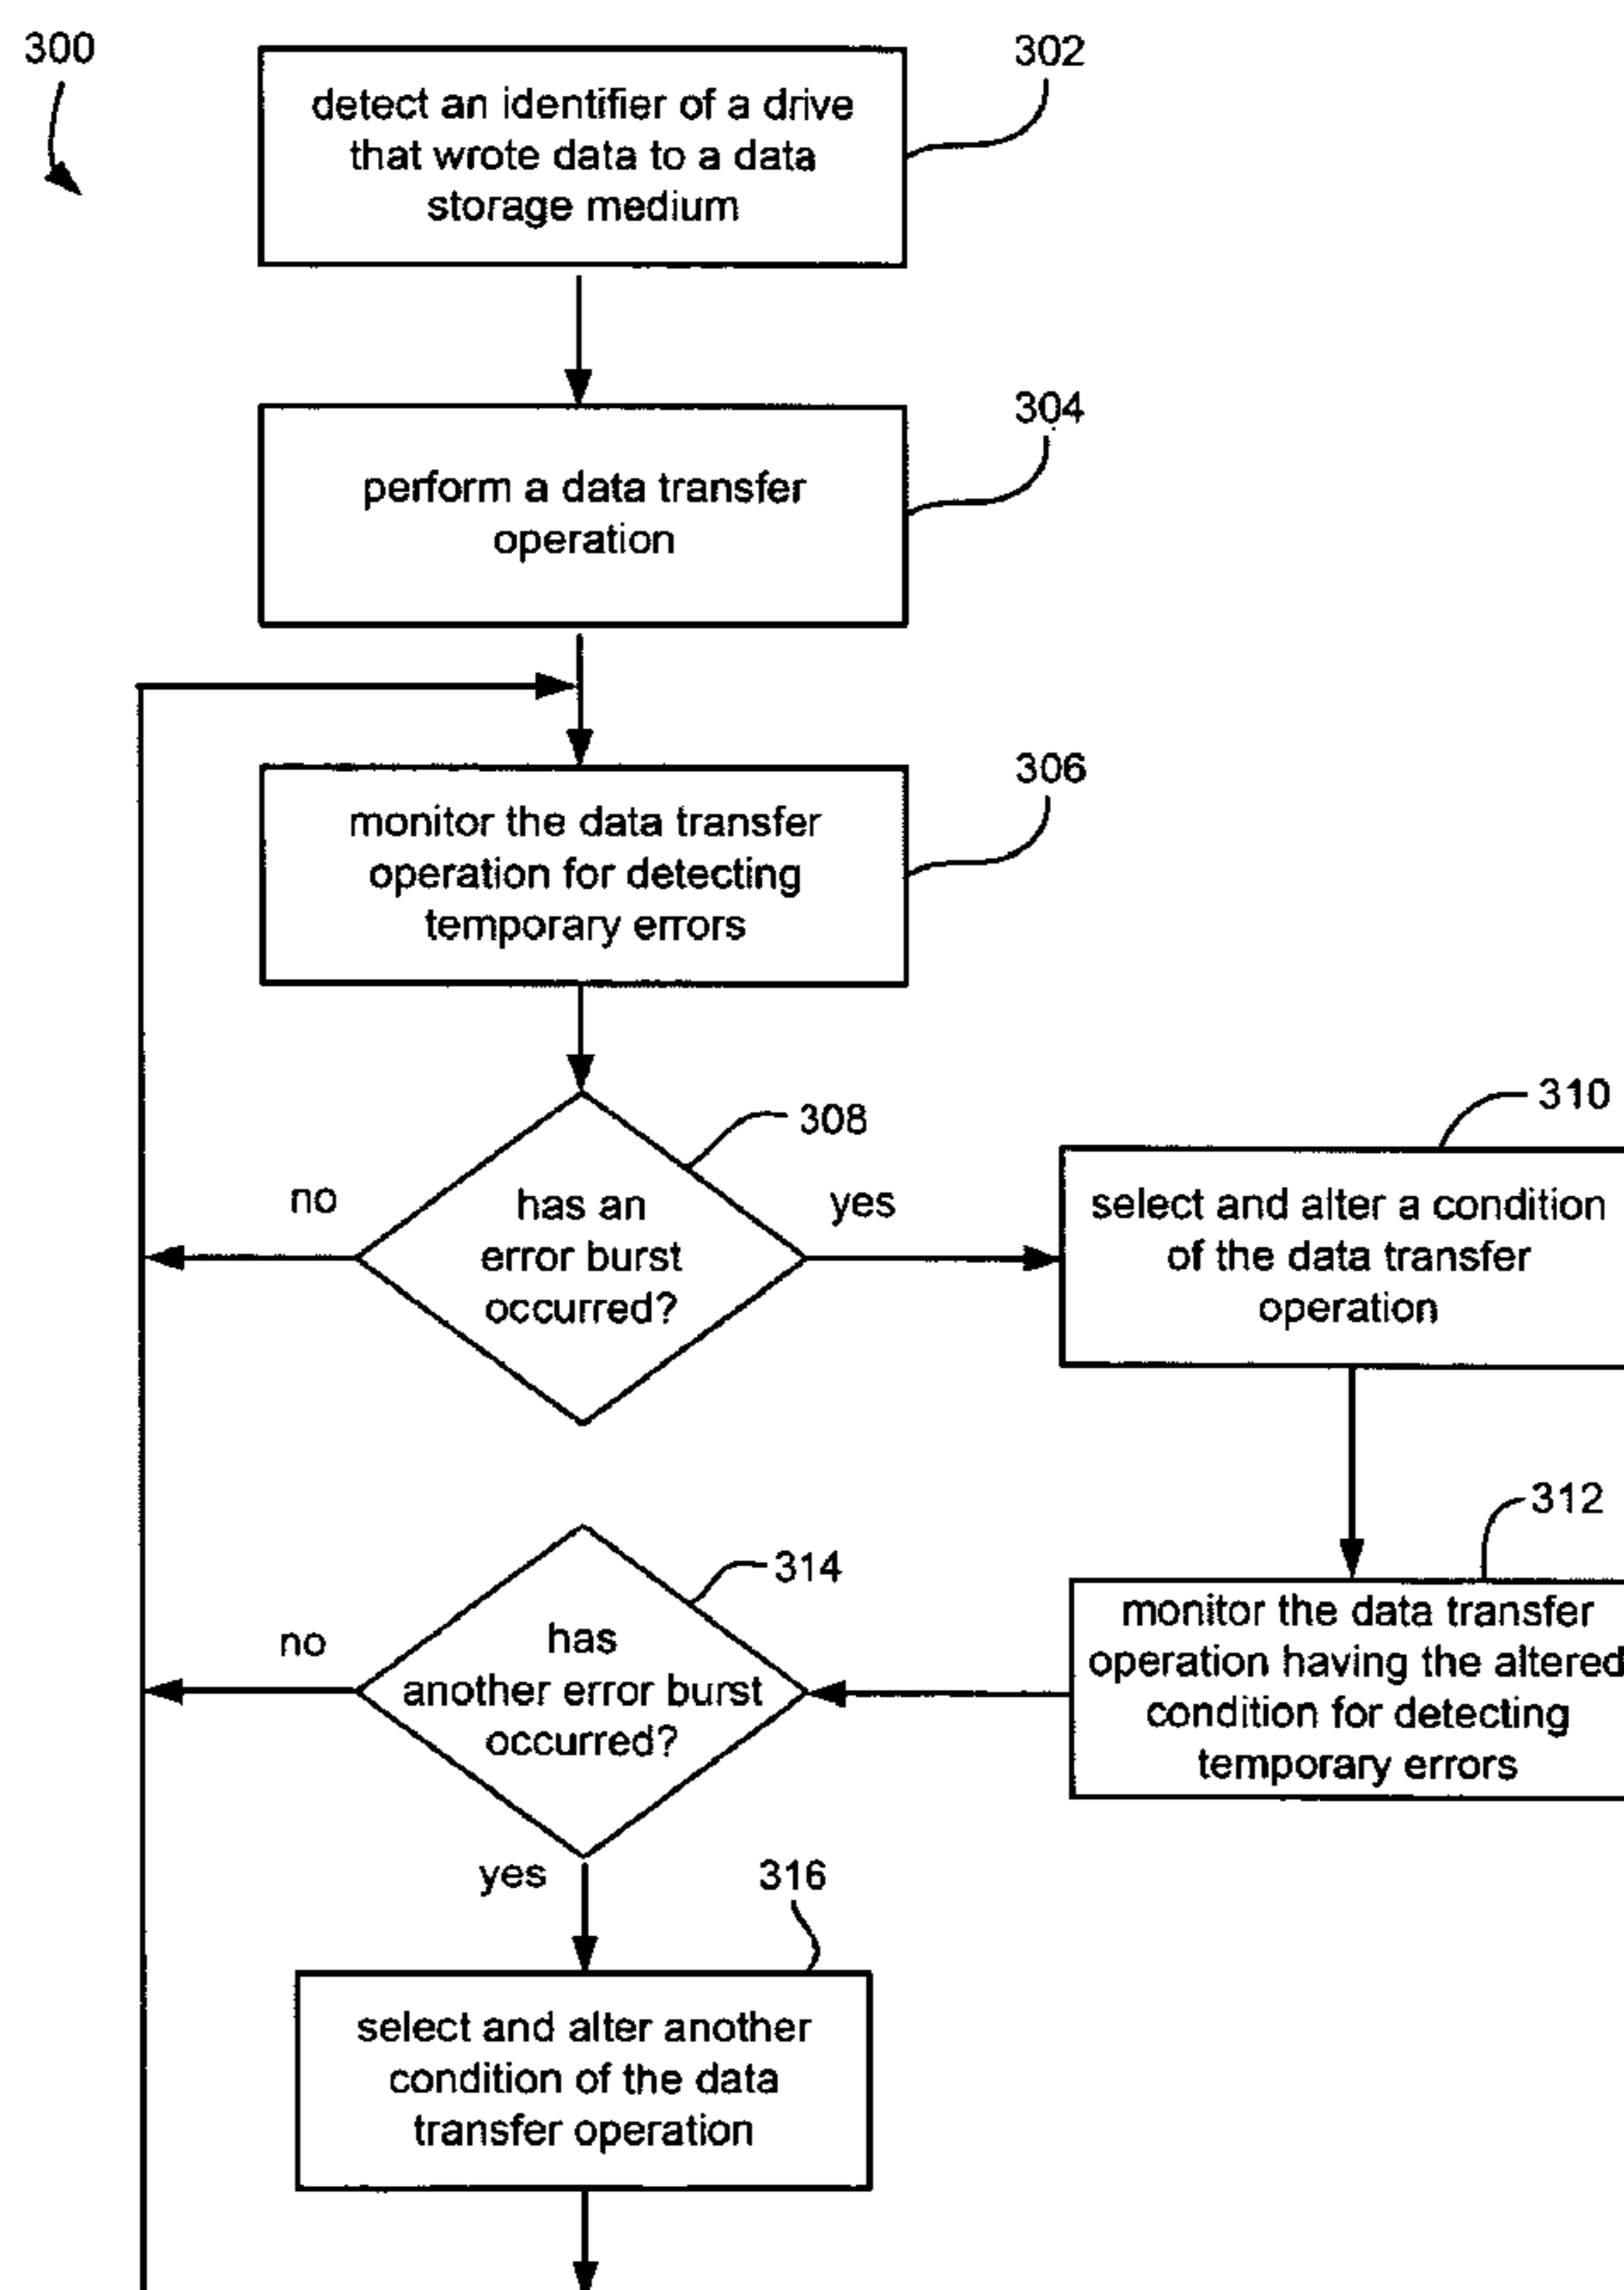 300
302
detect an identifier of a drive
that wrote data to a data
storage medium
304
perform a data transfer
operation
306
monitor the data transfer
operation for detecting
temporary errors
308
no
has an
error burst
occurred?
yes
310
select and alter a condition
of the data transfer
operation
312
monitor the data transfer
operation having the altered
condition for detecting
temporary errors
314
no
has
another error burst
occurred?
yes
316
select and alter another
condition of the data
transfer operation